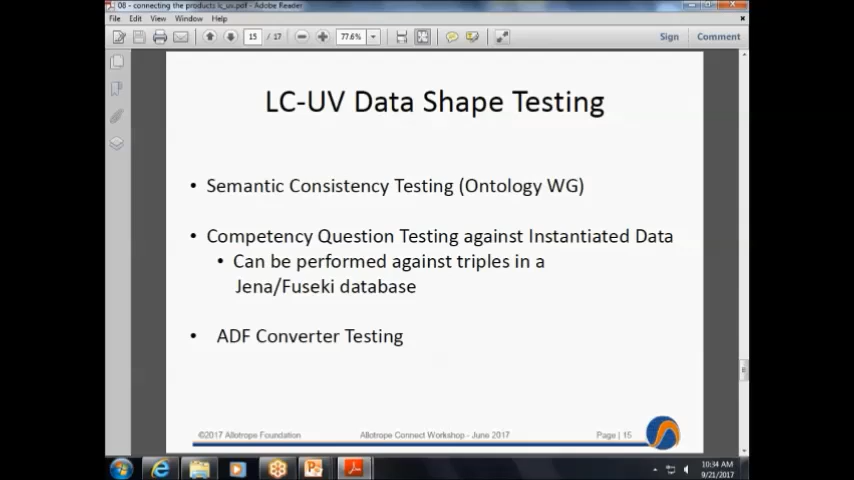 08 - connecting the products lc_uv.pdf - Adobe Reader
File Edit View Window Help
15 / 17 77.6% Sign Comment
LC-UV Data Shape Testing
• Semantic Consistency Testing (Ontology WG)
• Competency Question Testing against Instantiated Data
• Can be performed against triples in a
Jena/Fuseki database
• ADF Converter Testing
©2017 Allotrope Foundation Allotrope Connect Workshop - June 2017 Page | 15
10:34 AM
9/21/2017